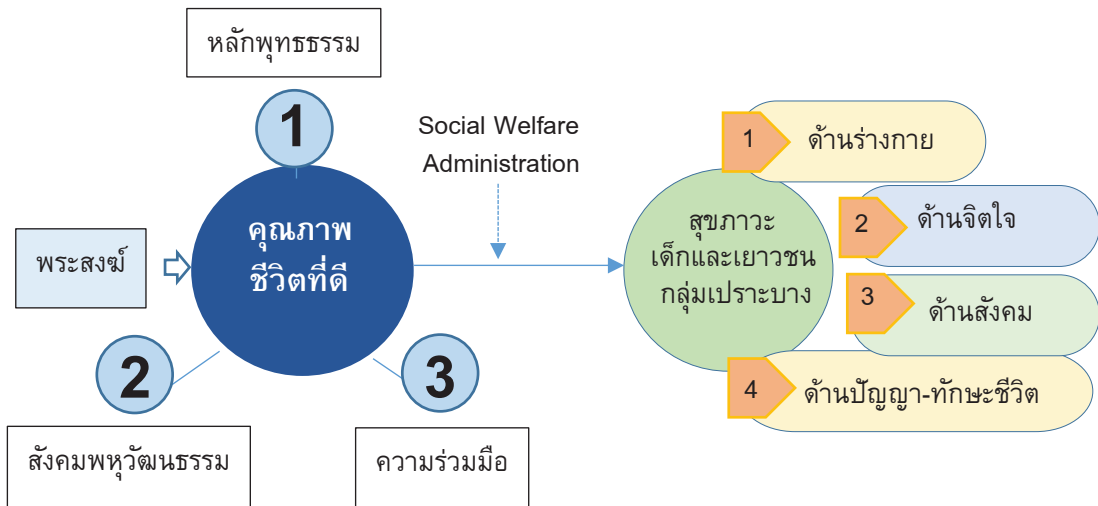 หลักพุทธธรรม
1
Social Welfare
Administration
คุณภาพ
ชีวิตที่ดี
พระสงฆ์
2
สังคมพหุวัฒนธรรม
3
ความร่วมมือ
สุขภาวะ
เด็กและเยาวชน
กลุ่มเปราะบาง
1
ด้านร่างกาย
2
ด้านจิตใจ
3
ด้านสังคม
4
ด้านปัญญา-ทักษะชีวิต